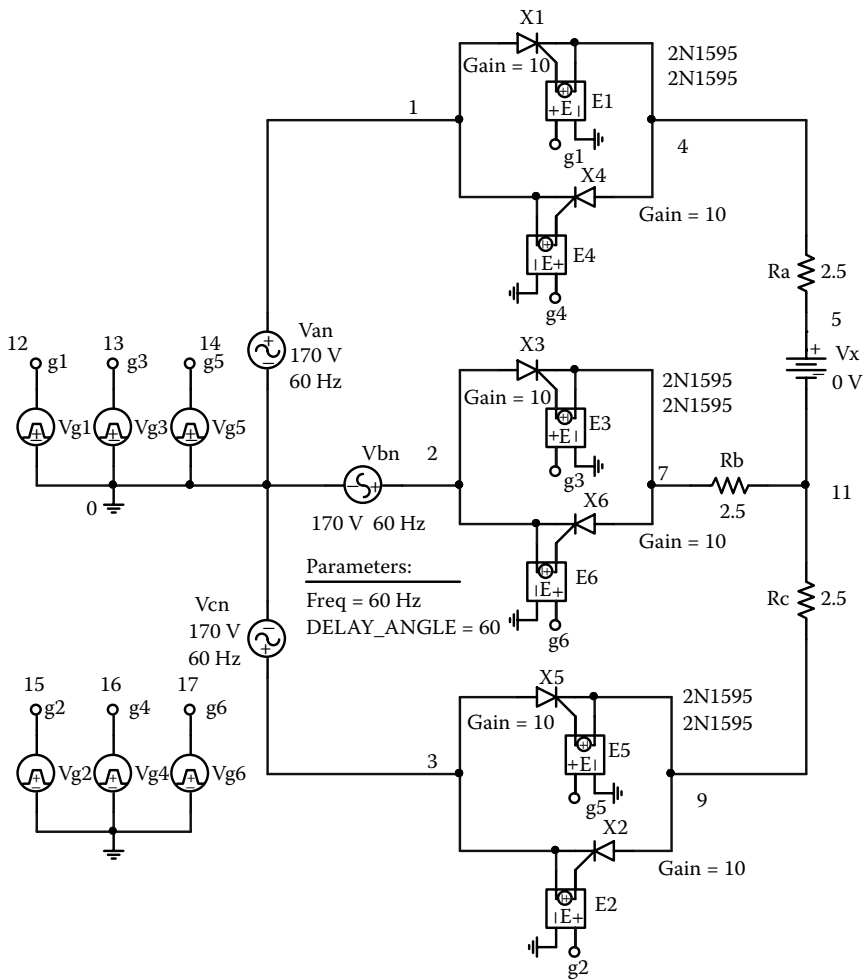 X1
2N1595
2N1595
Gain = 10
+E−
E1
1
g1
4
X4
Gain = 10
−E+
E4
g4
Ra 2.5
5
12 13 14
g1 g3 g5
Van
170 V
60 Hz
+
Vx
−
0 V
X3
2N1595
2N1595
Gain = 10
Vg1 Vg3 Vg5
+E−
E3
Vbn
2
g3
7
Rb
2.5
11
0
−
+
170 V 60 Hz
X6
Gain = 10
−E+
E6
g6
Parameters:
Freq = 60 Hz
DELAY_ANGLE = 60
Vcn
170 V
60 Hz
Rc 2.5
15 16 17
g2 g4 g6
X5
2N1595
2N1595
Gain = 10
Vg2 Vg4 Vg6
+E−
E5
3
g5
9
X2
Gain = 10
−E+
E2
g2